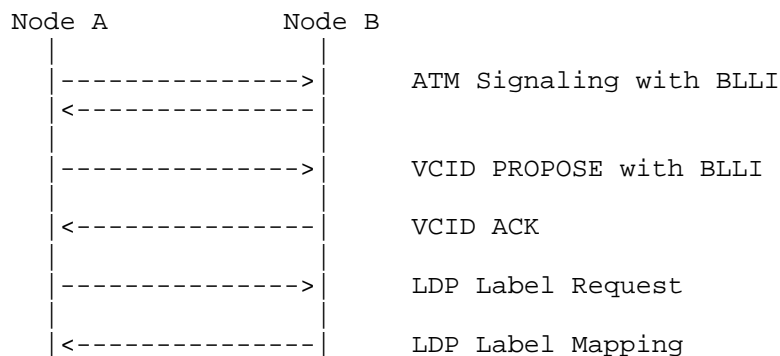 Node A Node B
ATM Signaling with BLLI
VCID PROPOSE with BLLI
VCID ACK
LDP Label Request
LDP Label Mapping